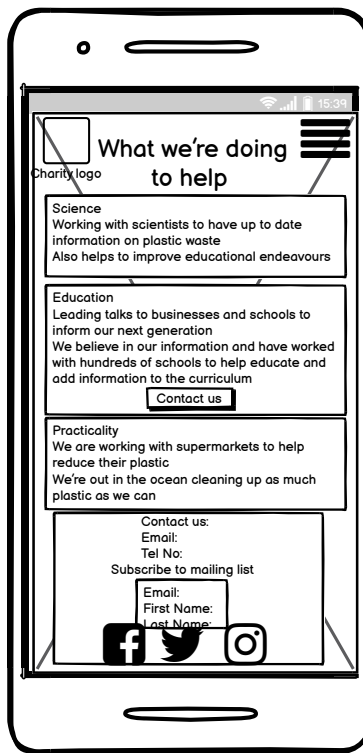 15:39
What we're doing
to help
Charity logo
Science
Working with scientists to have up to date
information on plastic waste
Also helps to improve educational endeavours
Education
Leading talks to businesses and schools to
inform our next generation
We believe in our information and have worked
with hundreds of schools to help educate and
add information to the curriculum
Contact us
Practicality
We are working with supermarkets to help
reduce their plastic
We're out in the ocean cleaning up as much
plastic as we can
Contact us:
Email:
Tel No:
Subscribe to mailing list
Email:
First Name:
Last Name: